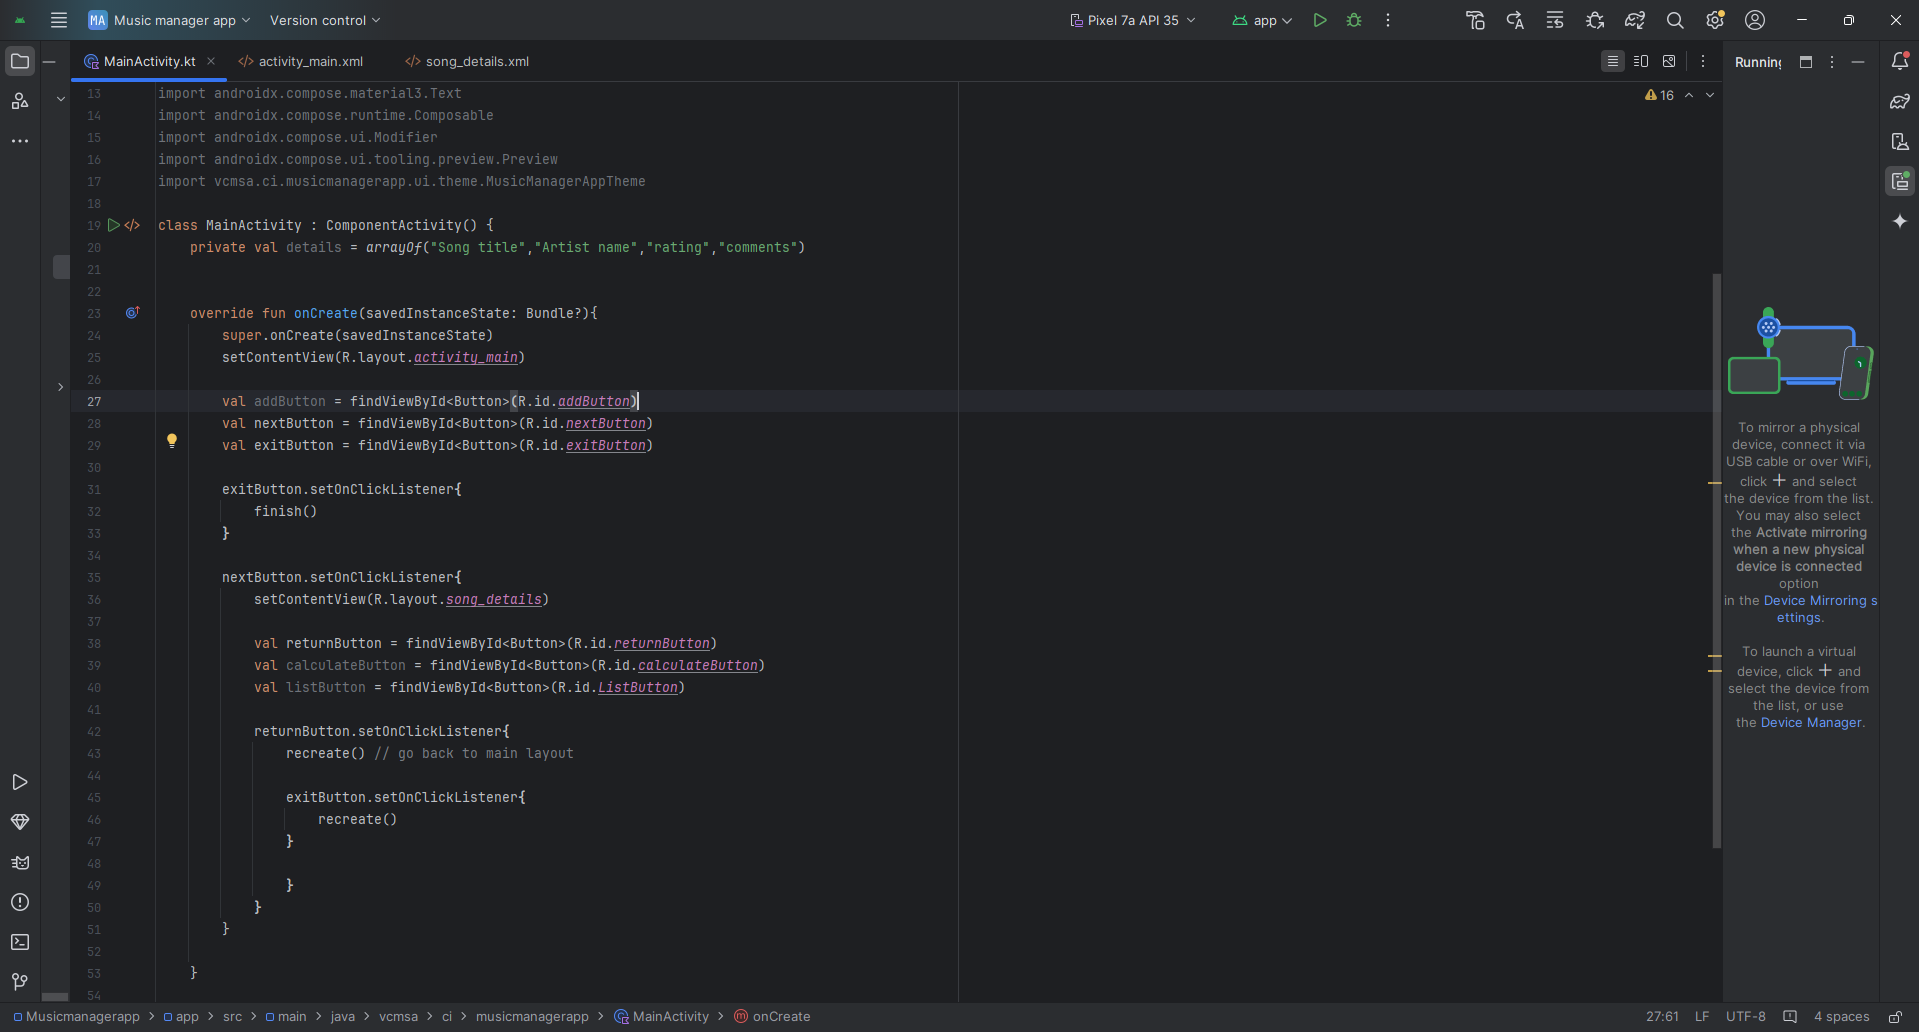 MA Music manager app Version control Pixel 7a API 35 app
MainActivity.kt activity_main.xml song_details.xml Running
16
13 import androidx.compose.material3.Text
14 import androidx.compose.runtime.Composable
15 import androidx.compose.ui.Modifier
16 import androidx.compose.ui.tooling.preview.Preview
17 import vcmsa.ci.musicmanagerapp.ui.theme.MusicManagerAppTheme
18
19 class MainActivity : ComponentActivity() {
20 private val details = arrayOf("Song title","Artist name","rating","comments")
21
22
23 override fun onCreate(savedInstanceState: Bundle?){
24 super.onCreate(savedInstanceState)
25 setContentView(R.layout.activity_main)
26
27 val addButton = findViewById<Button>(R.id.addButton)
28 val nextButton = findViewById<Button>(R.id.nextButton)
29 val exitButton = findViewById<Button>(R.id.exitButton)
30
31 exitButton.setOnClickListener{
32 finish()
33 }
34
35 nextButton.setOnClickListener{
36 setContentView(R.layout.song_details)
37
38 val returnButton = findViewById<Button>(R.id.returnButton)
39 val calculateButton = findViewById<Button>(R.id.calculateButton)
40 val listButton = findViewById<Button>(R.id.ListButton)
41
42 returnButton.setOnClickListener{
43 recreate() // go back to main layout
44
45 exitButton.setOnClickListener{
46 recreate()
47 }
48
49 }
50 }
51 }
52
53 }
54
To mirror a physical
device, connect it via
USB cable or over WiFi,
click + and select
the device from the list.
You may also select
the Activate mirroring
when a new physical
device is connected
option
in the Device Mirroring s
ettings.
To launch a virtual
device, click + and
select the device from
the list, or use
the Device Manager.
Musicmanagerapp > app > src > main > java > vcmsa > ci > musicmanagerapp > MainActivity > onCreate 27:61 LF UTF-8 4 spaces